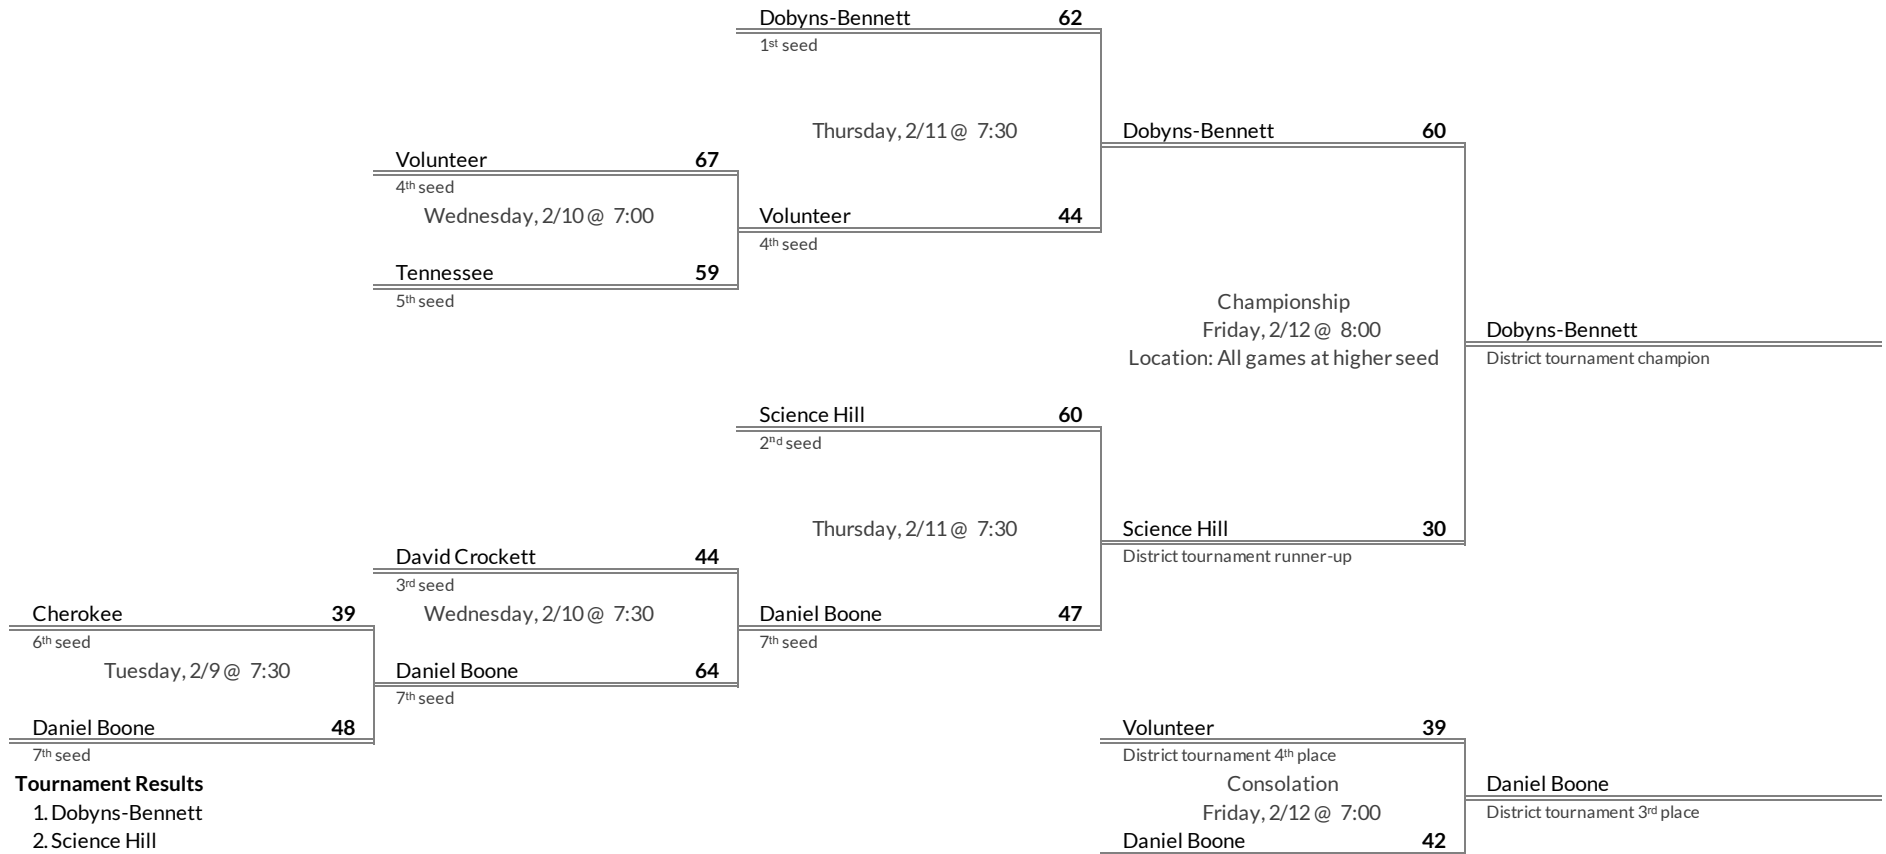 Dobyns-Bennett 62
1st seed
Thursday, 2/11 @ 7:30
Dobyns-Bennett 60
Volunteer 67
4th seed
Wednesday, 2/10 @ 7:00
Volunteer 44
4th seed
Tennessee 59
5th seed
Championship
Friday, 2/12 @ 8:00
Location: All games at higher seed
Dobyns-Bennett
District tournament champion
Science Hill 60
2nd seed
Thursday, 2/11 @ 7:30
Science Hill 30
District tournament runner-up
David Crockett 44
3rd seed
Wednesday, 2/10 @ 7:30
Cherokee 39
6th seed
Tuesday, 2/9 @ 7:30
Daniel Boone 47
7th seed
Daniel Boone 64
7th seed
Daniel Boone 48
7th seed
Volunteer 39
District tournament 4th place
Consolation
Friday, 2/12 @ 7:00
Daniel Boone 42
Daniel Boone
District tournament 3rd place
Tournament Results
1. Dobyns-Bennett
2. Science Hill